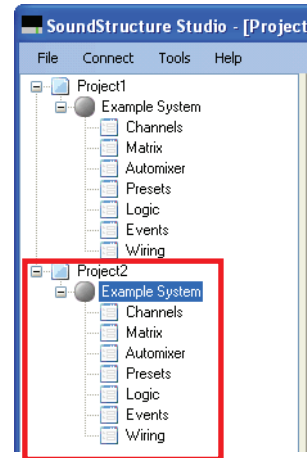 SoundStructure Studio - [Project
File Connect Tools Help
Project1
Example System
Channels
Matrix
Automixer
Presets
Logic
Events
Wiring
Project2
Example System
Channels
Matrix
Automixer
Presets
Logic
Events
Wiring